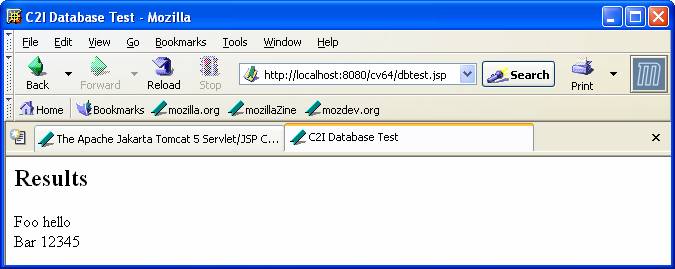 C2I Database Test - Mozilla
File Edit View Go Bookmarks Tools Window Help
Back Forward Reload Stop http://localhost:8080/cv64/dbtest.jsp Search Print
Home Bookmarks mozilla.org mozillaZine mozdev.org
The Apache Jakarta Tomcat 5 Servlet/JSP C... C2I Database Test
Results
Foo hello
Bar 12345